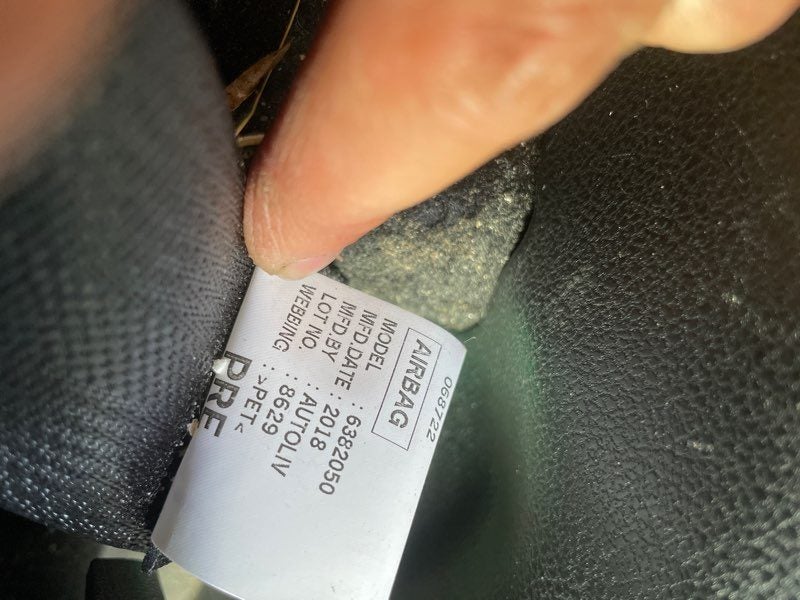 068722
AIRBAG
MODEL : 6382050
MFD.DATE : 2018
MFD.BY : AUTOLIV
LOT NO. : 8629
WEBBING : >PET<
PRE